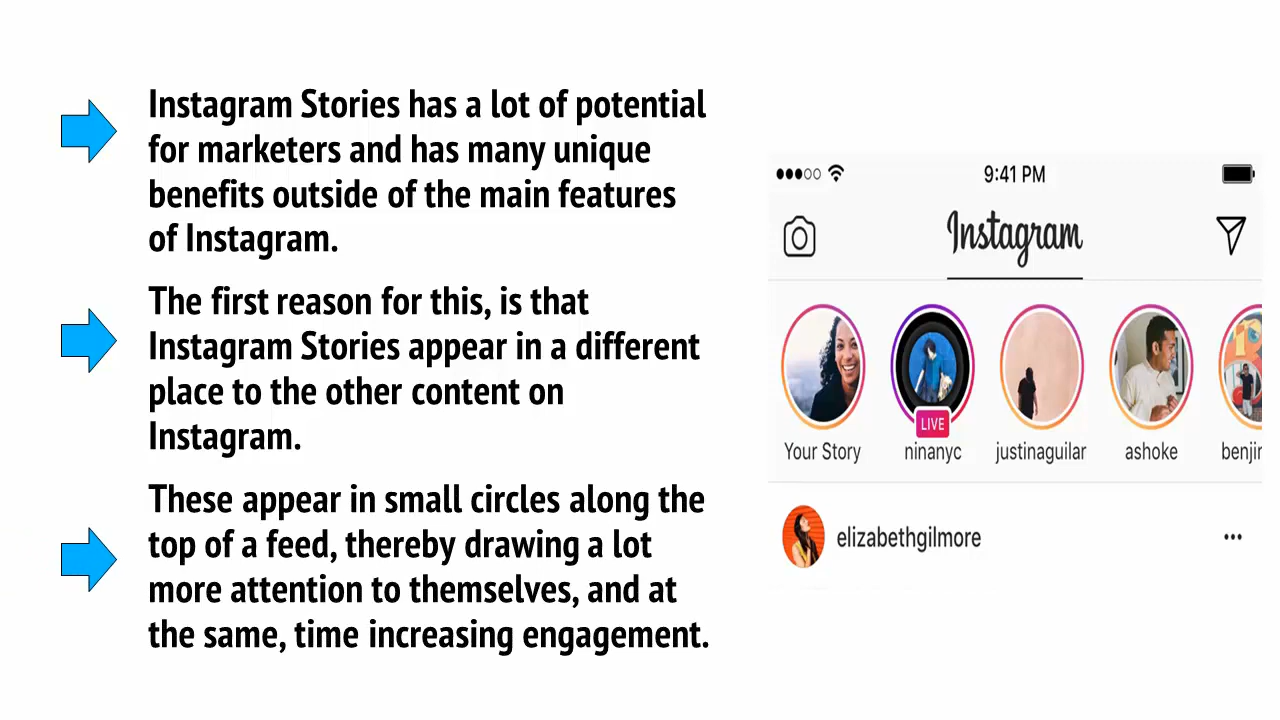 Instagram Stories has a lot of potential
for marketers and has many unique
benefits outside of the main features
of Instagram.
The first reason for this, is that
Instagram Stories appear in a different
place to the other content on
Instagram.
These appear in small circles along the
top of a feed, thereby drawing a lot
more attention to themselves, and at
the same, time increasing engagement.
9:41 PM
Instagram
LIVE
Your Story ninanyc justinaguilar ashoke benjin
elizabethgilmore